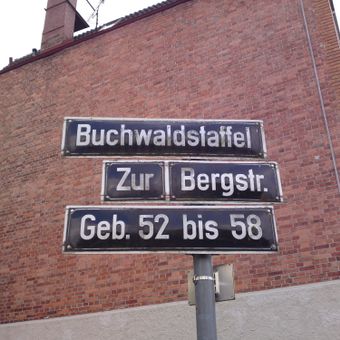 Buchwaldstaffel
Zur Bergstr.
Geb. 52 bis 58